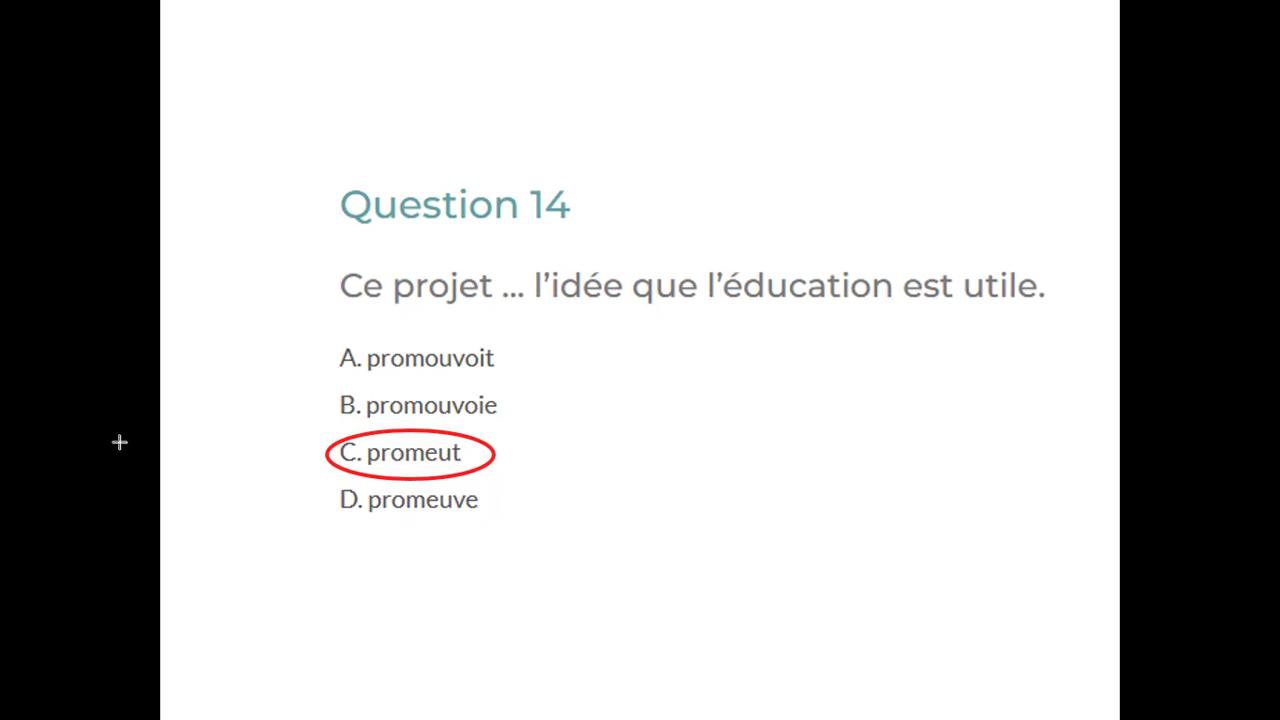 Question 14
Ce projet ... l’idée que l’éducation est utile.
A. promouvoit
B. promouvoie
C. promeut
D. promeuve